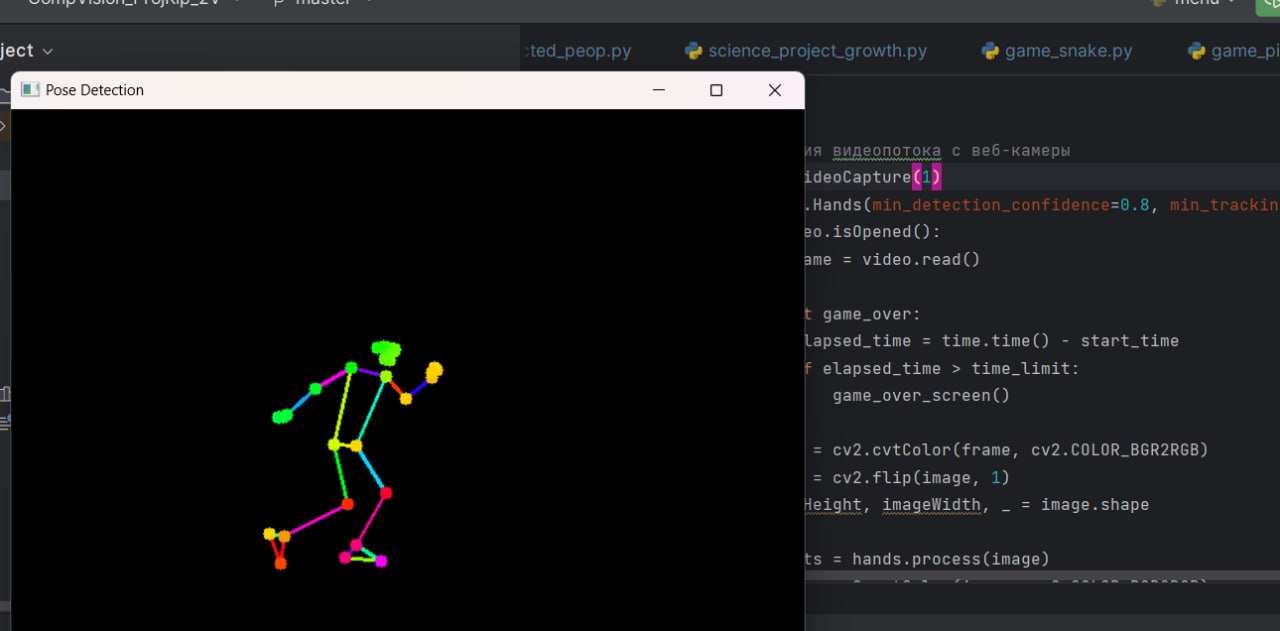 CompVision_ProjRip_2V master menu
ject
cted_peop.py science_project_growth.py game_snake.py game_pi
Pose Detection
ия видеопотока с веб-камеры
ideoCapture(1)
.Hands(min_detection_confidence=0.8, min_trackin
eo.isOpened():
ame = video.read()
t game_over:
lapsed_time = time.time() - start_time
f elapsed_time > time_limit:
game_over_screen()
= cv2.cvtColor(frame, cv2.COLOR_BGR2RGB)
= cv2.flip(image, 1)
Height, imageWidth, _ = image.shape
ts = hands.process(image)